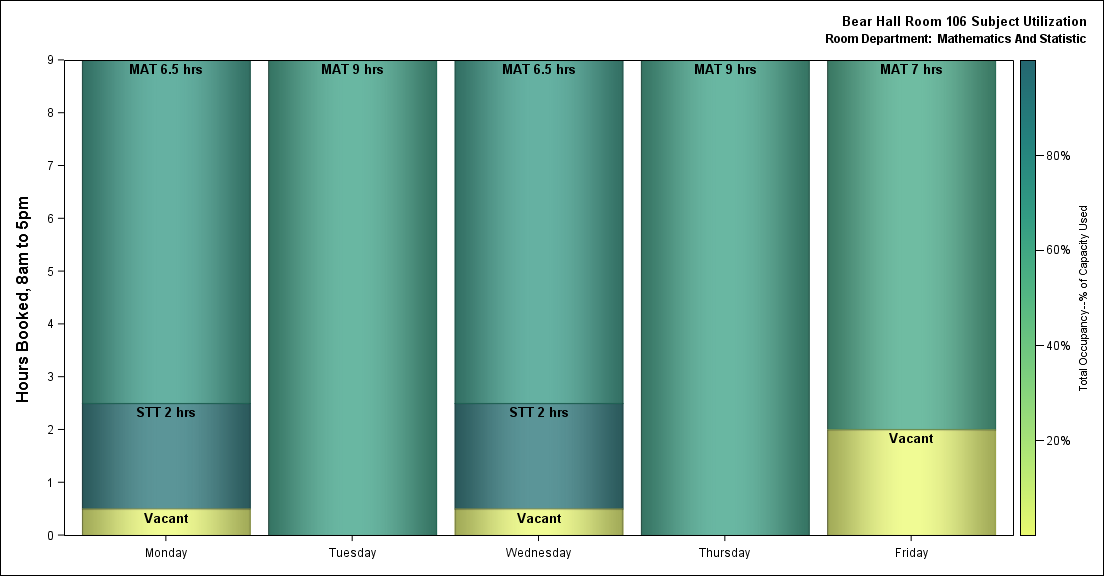 Bear Hall Room 106 Subject Utilization
Room Department: Mathematics And Statistic
Hours Booked, 8am to 5pm
9
8
7
6
5
4
3
2
1
0
MAT 6.5 hrs
STT 2 hrs
Vacant
MAT 9 hrs
MAT 6.5 hrs
STT 2 hrs
Vacant
MAT 9 hrs
MAT 7 hrs
Vacant
Monday
Tuesday
Wednesday
Thursday
Friday
80%
60%
40%
20%
Total Occupancy--% of Capacity Used